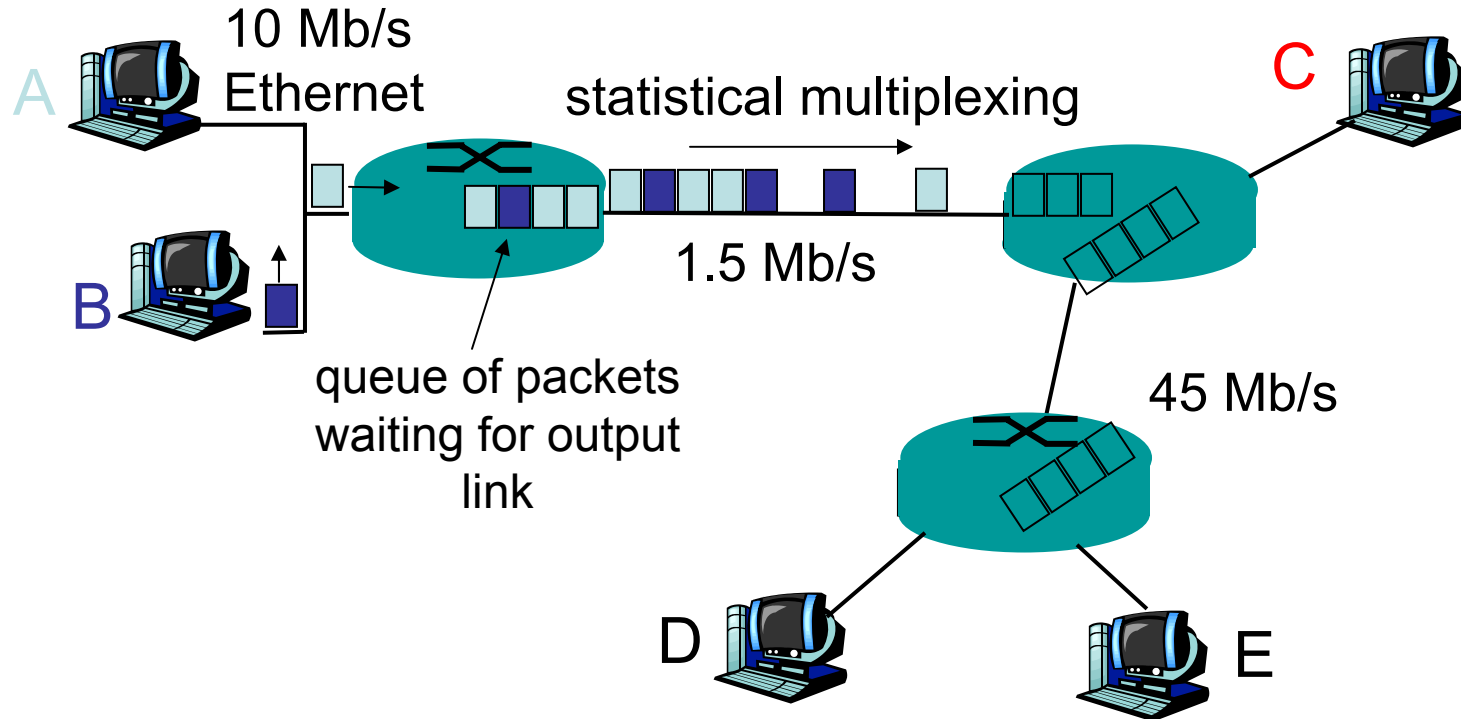 A
10 Mb/s
Ethernet
statistical multiplexing
C
B
1.5 Mb/s
queue of packets
waiting for output
link
45 Mb/s
D
E